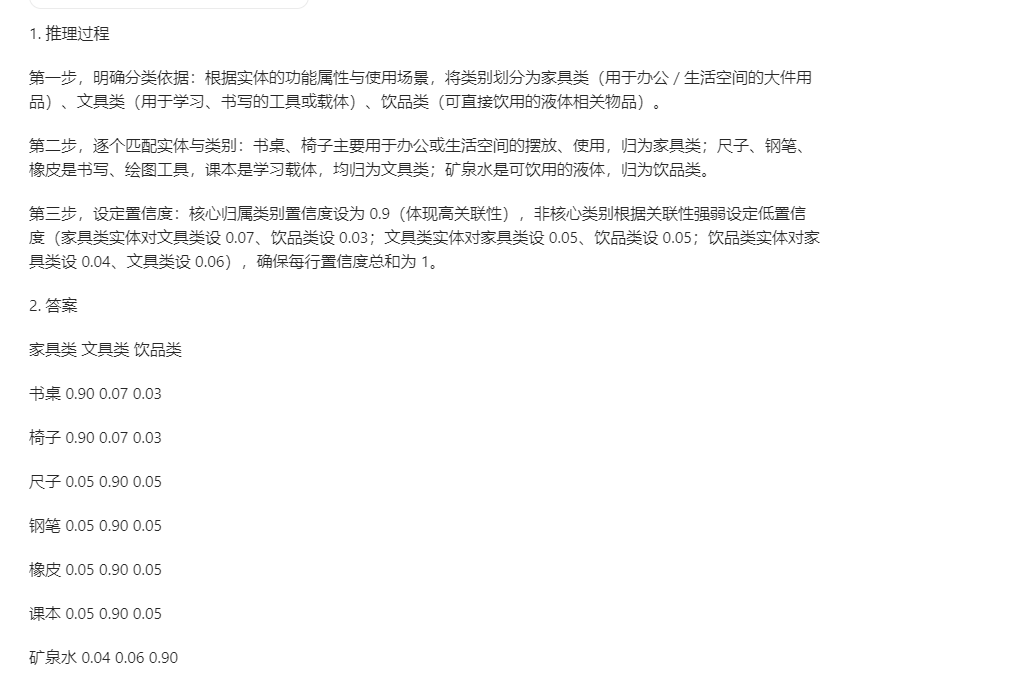 1. 推理过程
第一步，明确分类依据：根据实体的功能属性与使用场景，将类别划分为家具类（用于办公 / 生活空间的大件用
品）、文具类（用于学习、书写的工具或载体）、饮品类（可直接饮用的液体相关物品）。
第二步，逐个匹配实体与类别：书桌、椅子主要用于办公或生活空间的摆放、使用，归为家具类；尺子、钢笔、
橡皮是书写、绘图工具，课本是学习载体，均归为文具类；矿泉水是可饮用的液体，归为饮品类。
第三步，设定置信度：核心归属类别置信度设为 0.9（体现高关联性），非核心类别根据关联性强弱设定低置信
度（家具类实体对文具类设 0.07、饮品类设 0.03；文具类实体对家具类设 0.05、饮品类设 0.05；饮品类实体对家
具类设 0.04、文具类设 0.06），确保每行置信度总和为 1。
2. 答案
家具类 文具类 饮品类
书桌 0.90 0.07 0.03
椅子 0.90 0.07 0.03
尺子 0.05 0.90 0.05
钢笔 0.05 0.90 0.05
橡皮 0.05 0.90 0.05
课本 0.05 0.90 0.05
矿泉水 0.04 0.06 0.90